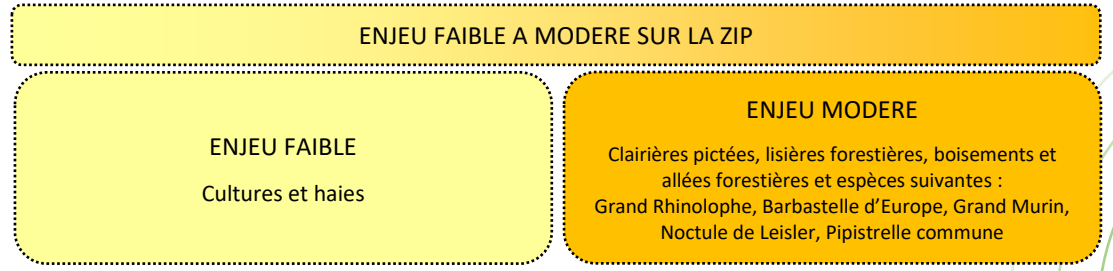 ENJEU FAIBLE A MODERE SUR LA ZIP
ENJEU FAIBLE
Cultures et haies
ENJEU MODERE
Clairières pictées, lisières forestières, boisements et
allées forestières et espèces suivantes :
Grand Rhinolophe, Barbastelle d’Europe, Grand Murin,
Noctule de Leisler, Pipistrelle commune